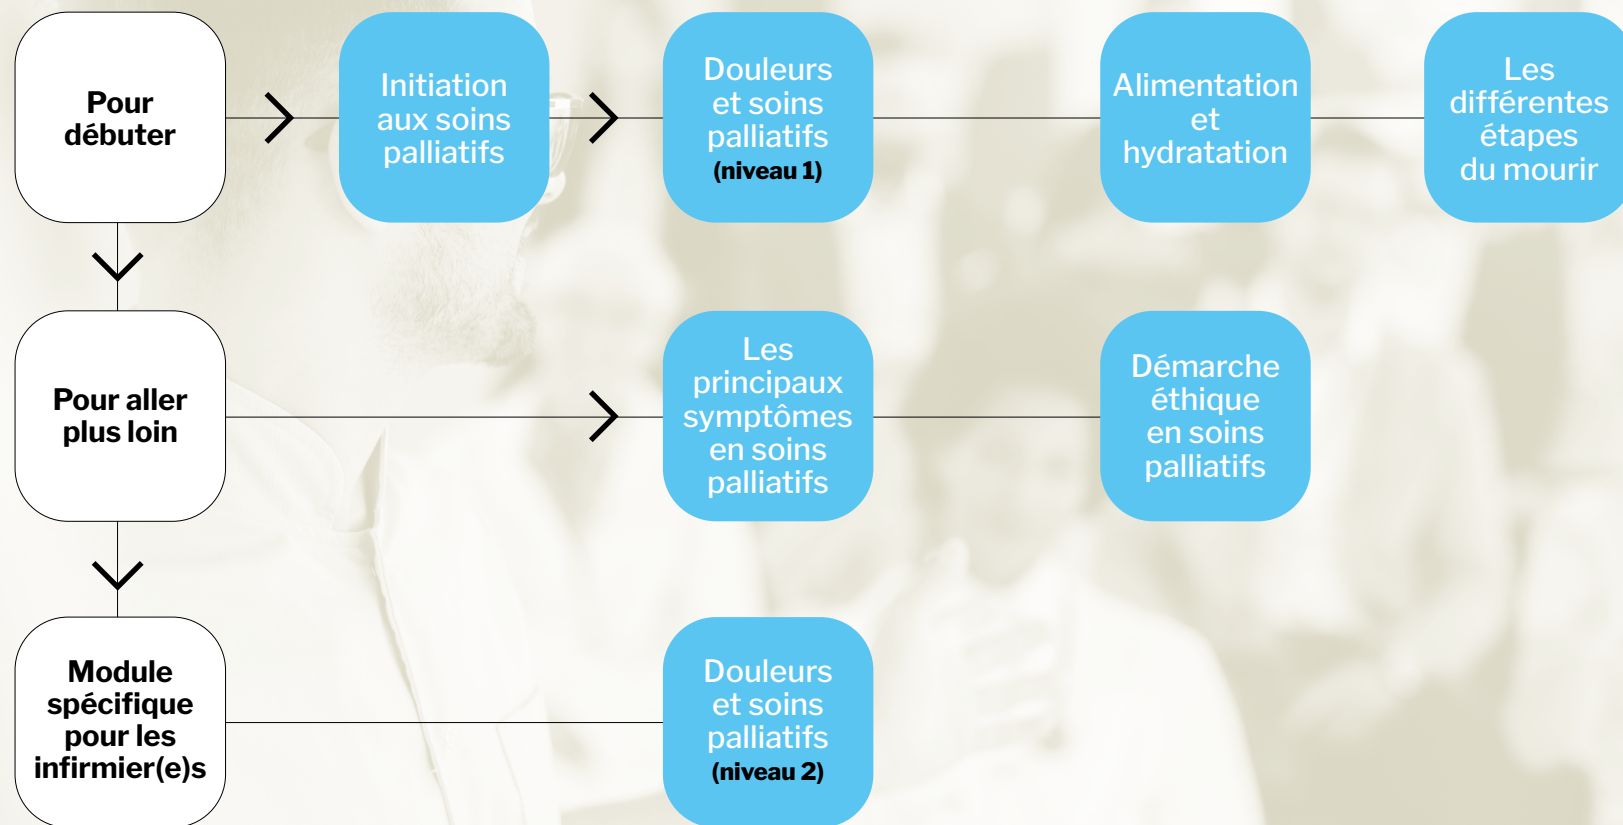 Pour
débuter
Initiation
aux soins
palliatifs
Douleurs
et soins
palliatifs
(niveau 1)
Alimentation
et
hydratation
Les
différentes
étapes
du mourir
Pour aller
plus loin
Les
principaux
symptômes
en soins
palliatifs
Démarche
éthique
en soins
palliatifs
Module
spécifique
pour les
infirmier(e)s
Douleurs
et soins
palliatifs
(niveau 2)